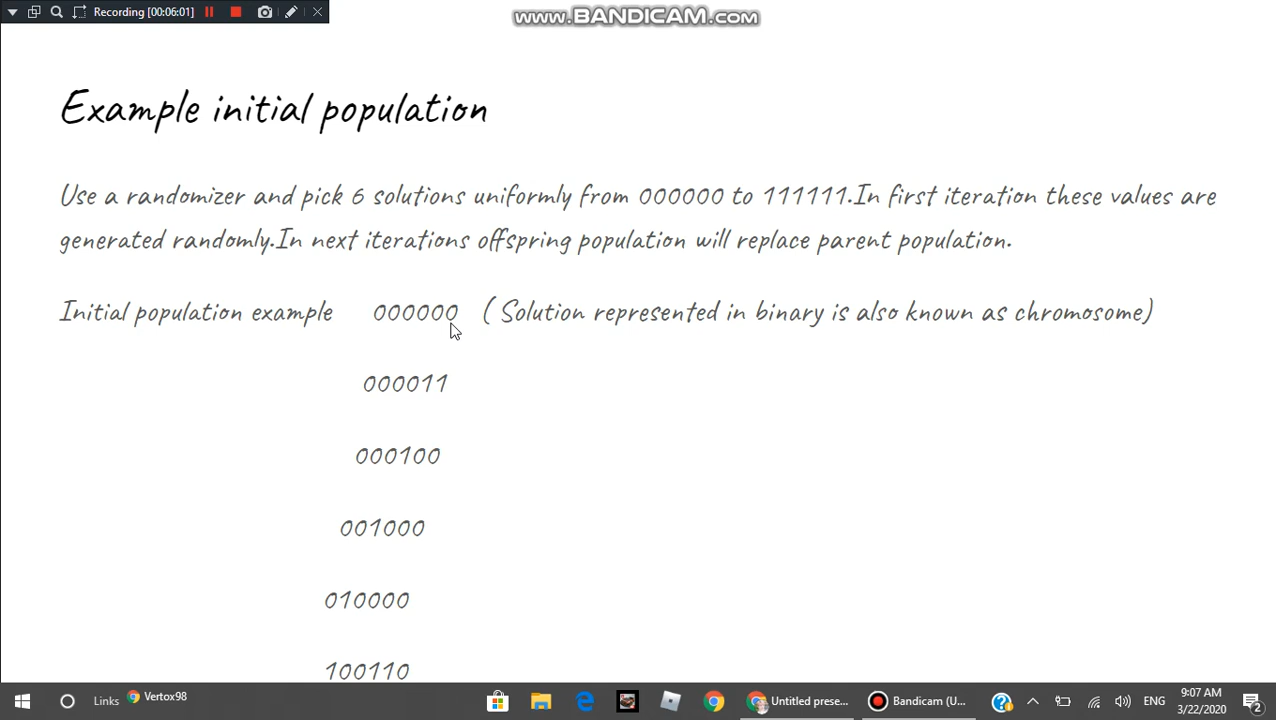 Recording [00:06:01]
www.BANDICAM.com
Example initial population
Use a randomizer and pick 6 solutions uniformly from 000000 to 111111.In first iteration these values are
generated randomly.In next iterations offspring population will replace parent population.
Initial population example 000000 ( Solution represented in binary is also known as chromosome)
000011
000100
001000
010000
100110
Links
Vertox98
Untitled prese...
Bandicam (U...
ENG
9:07 AM
3/22/2020
2